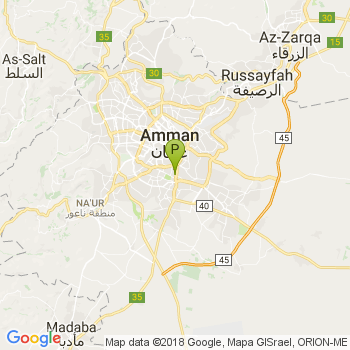 35
Az-Zarqa
الزرقاء
15
As-Salt
السلط
30
Russayfah
الرصيفة
Amman
عمان
P
45
NA'UR
منطقة ناعور
40
45
35
Madaba
مادبا
Google
Map data ©2018 Google, Mapa GISrael, ORION-ME